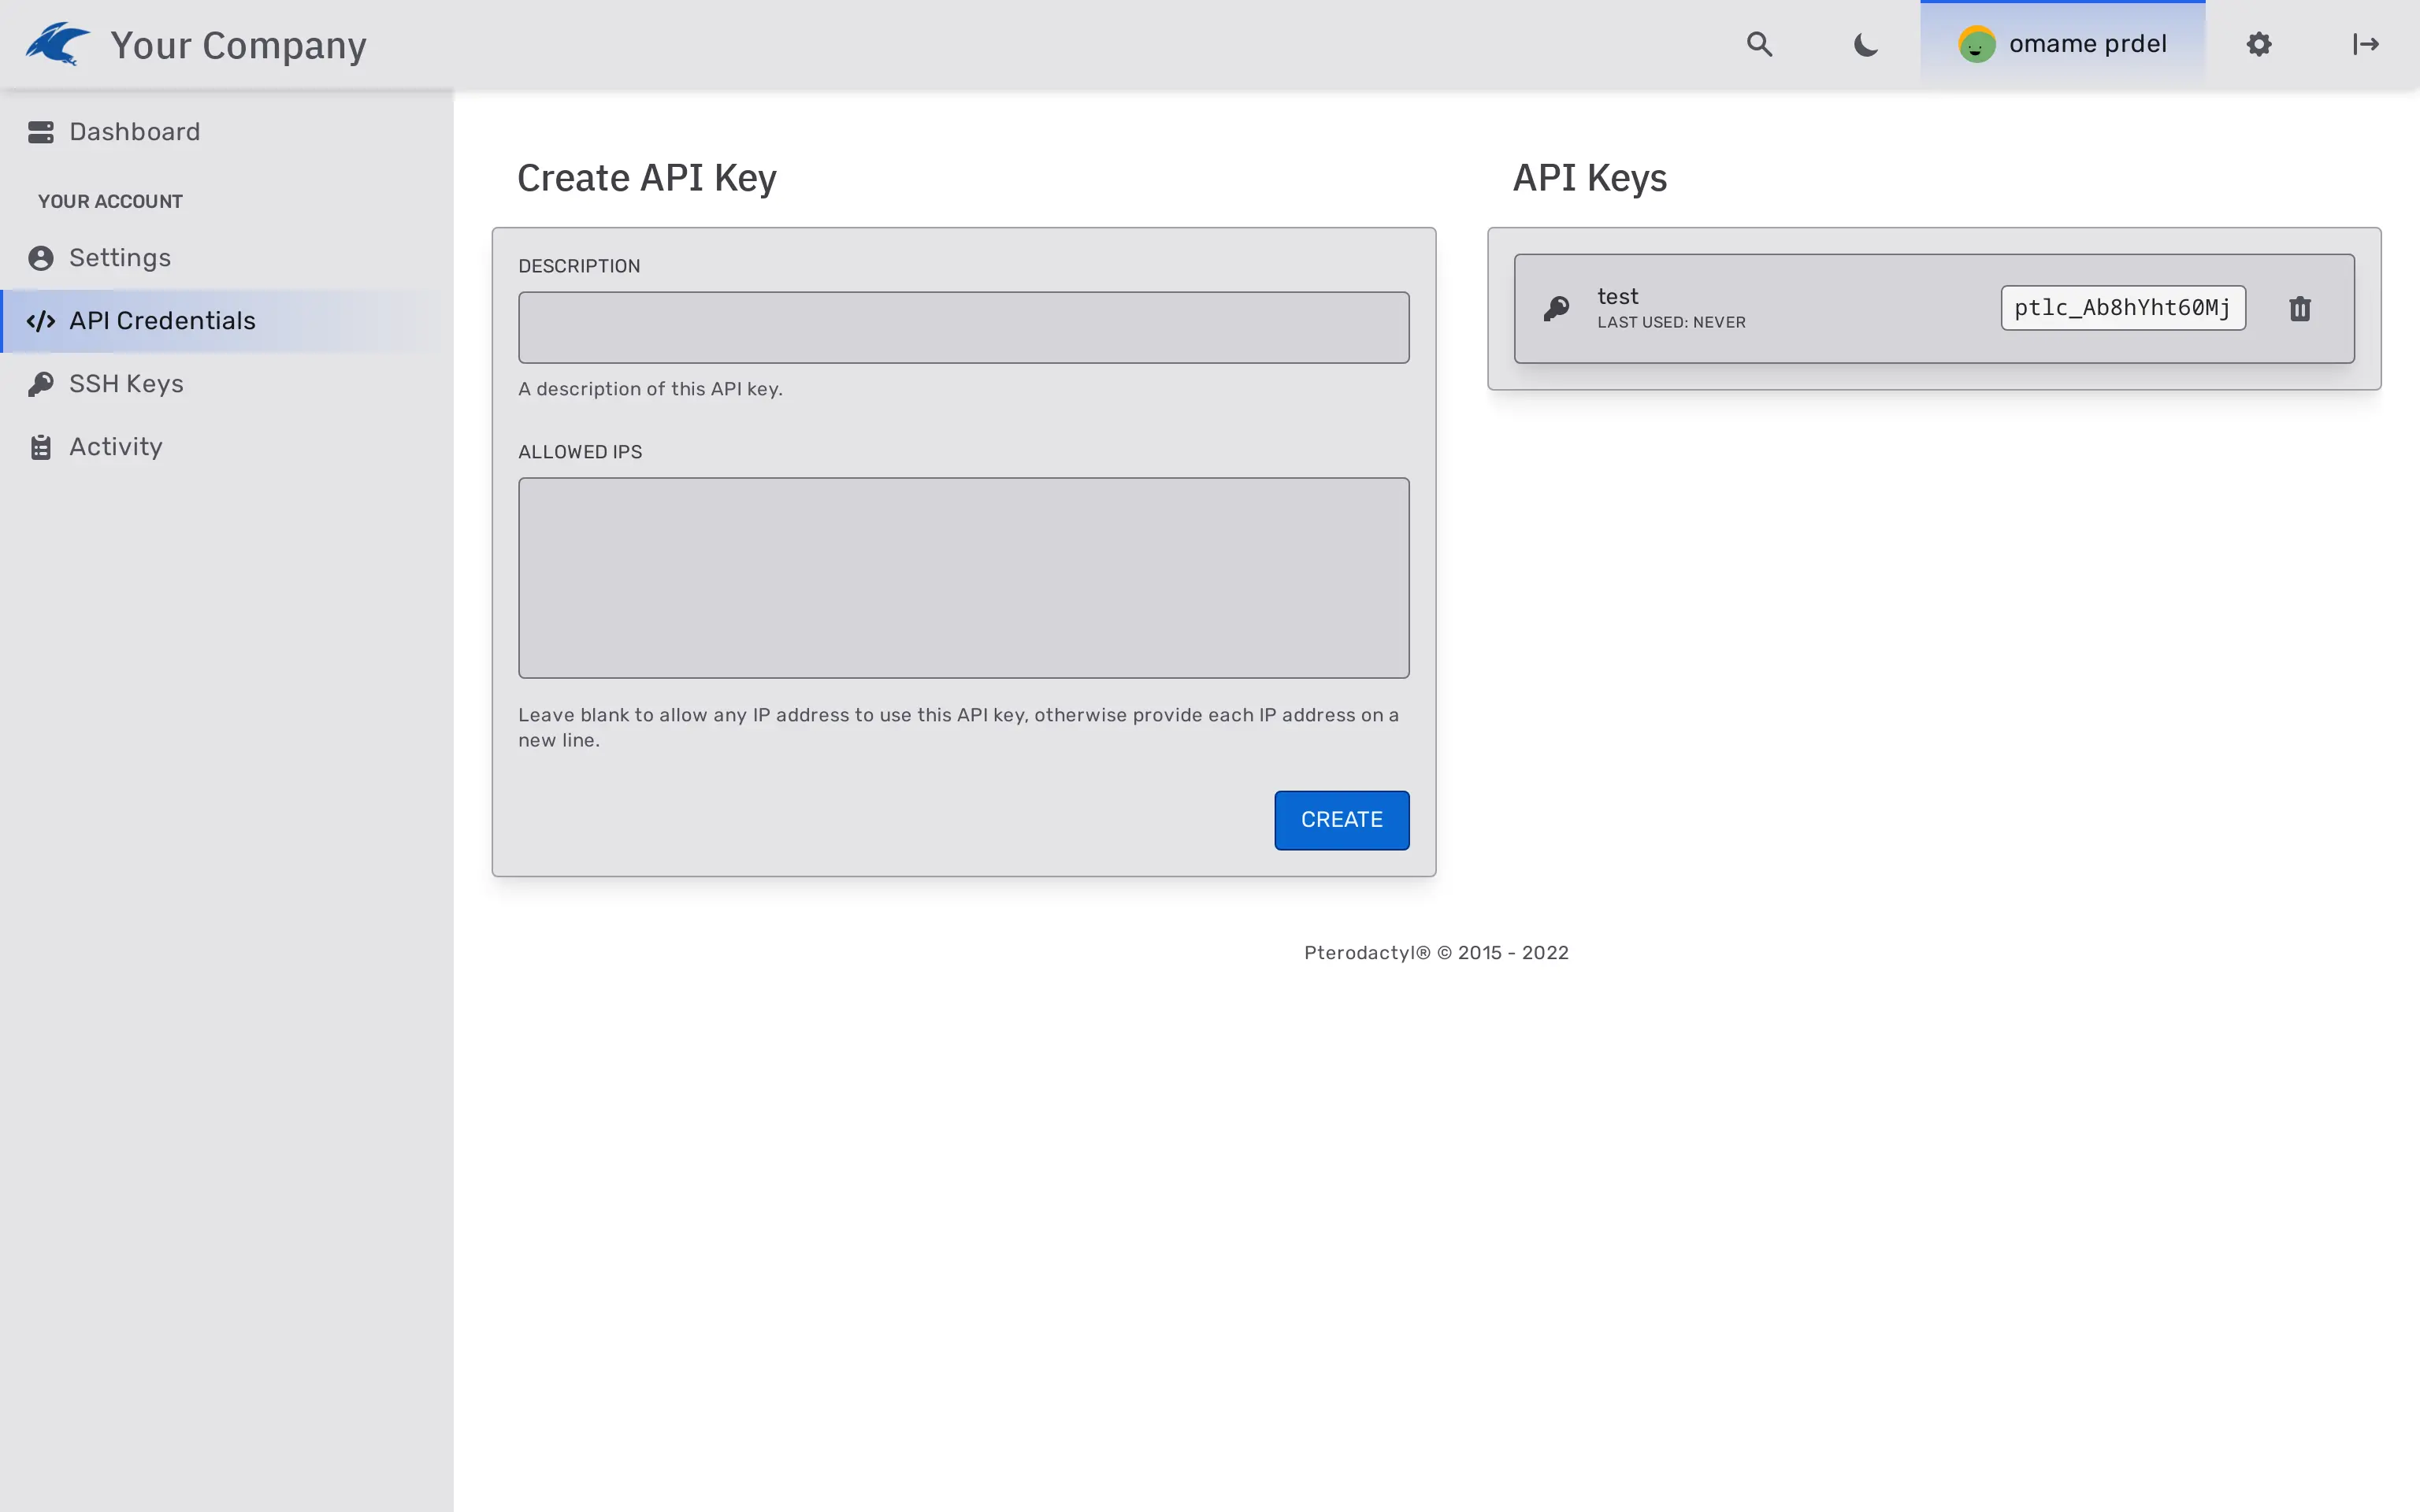 Your Company
omame prdel
Dashboard
YOUR ACCOUNT
Settings
API Credentials
SSH Keys
Activity
Create API Key
DESCRIPTION
A description of this API key.
ALLOWED IPS
Leave blank to allow any IP address to use this API key, otherwise provide each IP address on a
new line.
CREATE
API Keys
test
LAST USED: NEVER
ptlc_Ab8hYht60Mj
Pterodactyl® © 2015 - 2022